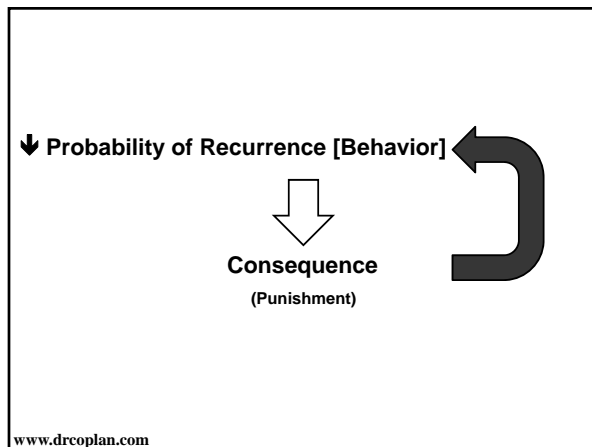 🡻 Probability of Recurrence [Behavior]
Consequence
(Punishment)
www.drcoplan.com